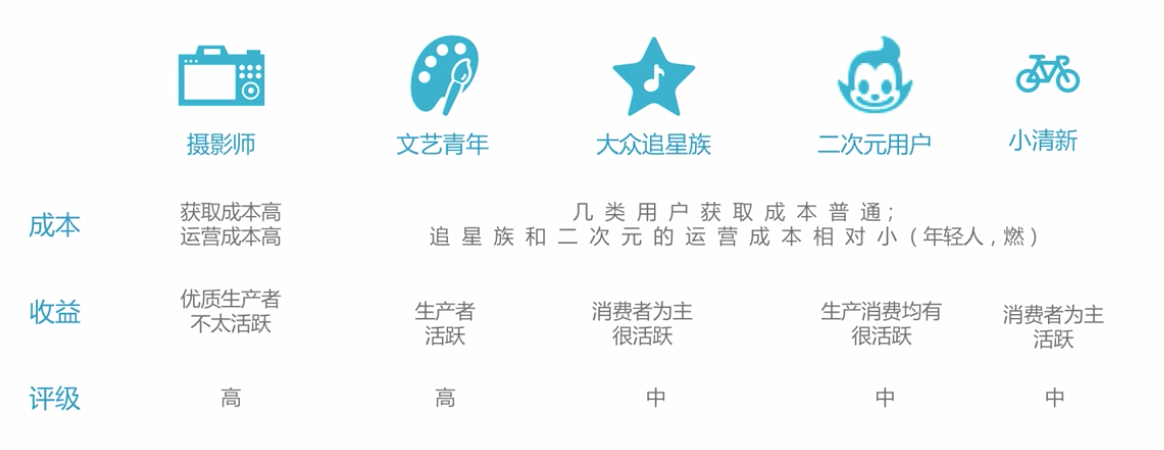 摄影师 文艺青年 大众追星族 二次元用户 小清新
成本
获取成本高
运营成本高
几类用户获取成本普通；
追星族和二次元的运营成本相对小（年轻人，燃）
收益
优质生产者
不太活跃
生产者
活跃
消费者为主
很活跃
生产消费均有
很活跃
消费者为主
活跃
评级 高 高 中 中 中